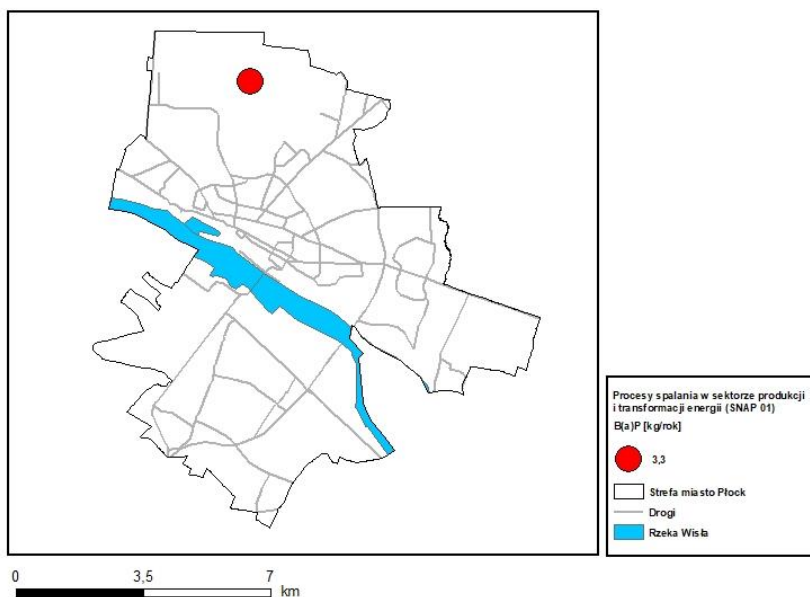 Procesy spalania w sektorze produkcji
i transformacji energii (SNAP 01)
B(a)P [kg/rok]
3,3
Strefa miasto Płock
Drogi
Rzeka Wisła
0 3,5 7
km